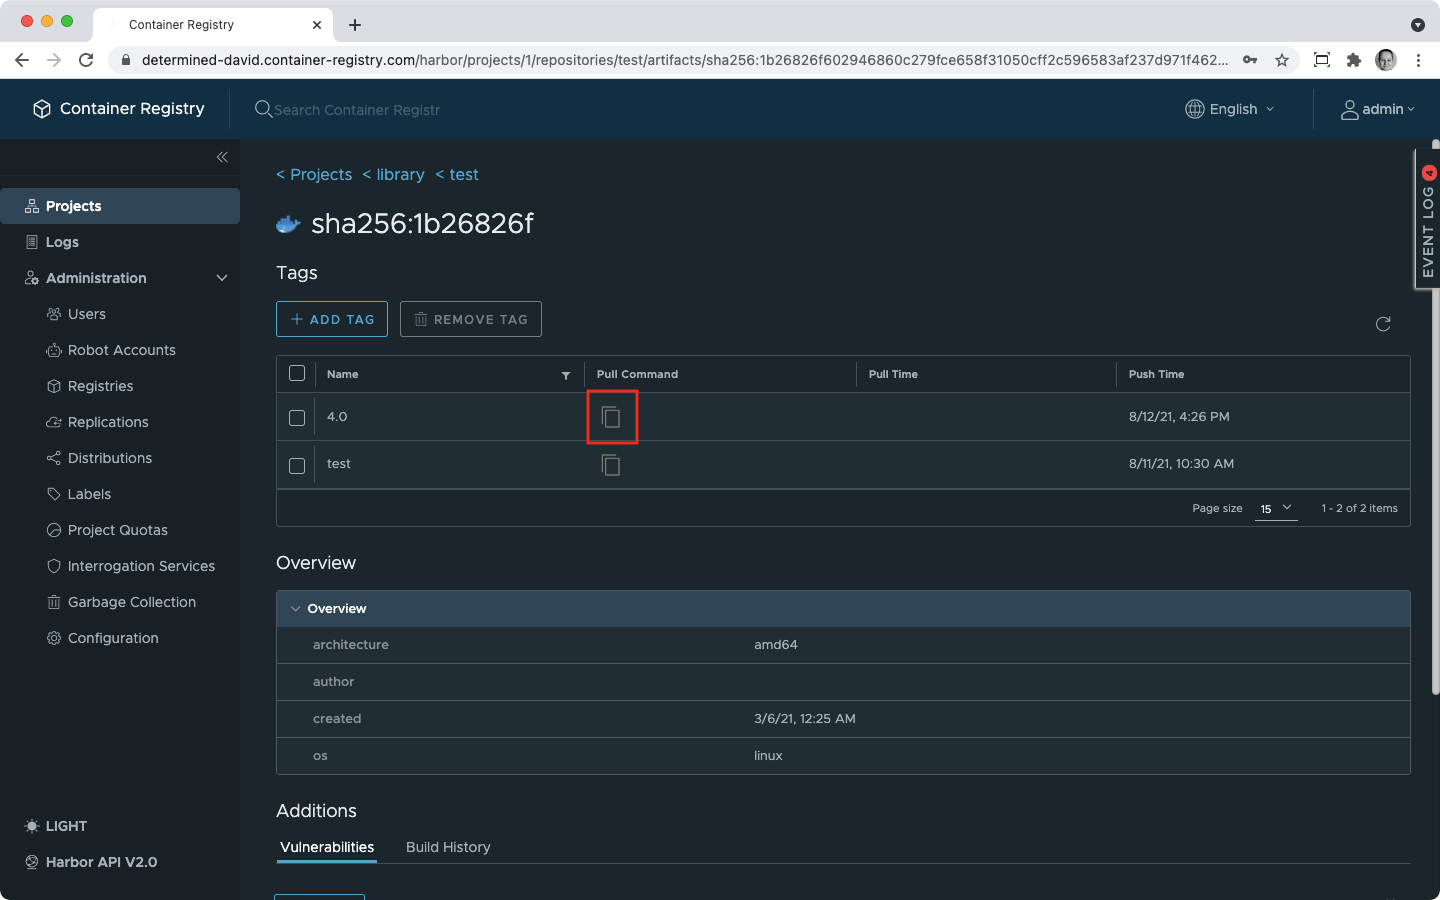 Container Registry
determined-david.container-registry.com/harbor/projects/1/repositories/test/artifacts/sha256:1b26826f602946860c279fce658f31050cff2c596583af237d971f462...
Container Registry
Search Container Registr
English
admin
EVENT LOG 4
Projects
Logs
Administration
Users
Robot Accounts
Registries
Replications
Distributions
Labels
Project Quotas
Interrogation Services
Garbage Collection
Configuration
LIGHT
Harbor API V2.0
< Projects < library < test
sha256:1b26826f
Tags
ADD TAG REMOVE TAG
Name Pull Command Pull Time Push Time
4.0 8/12/21, 4:26 PM
test 8/11/21, 10:30 AM
Page size 15 1 - 2 of 2 items
Overview
Overview
architecture amd64
author
created 3/6/21, 12:25 AM
os linux
Additions
Vulnerabilities Build History